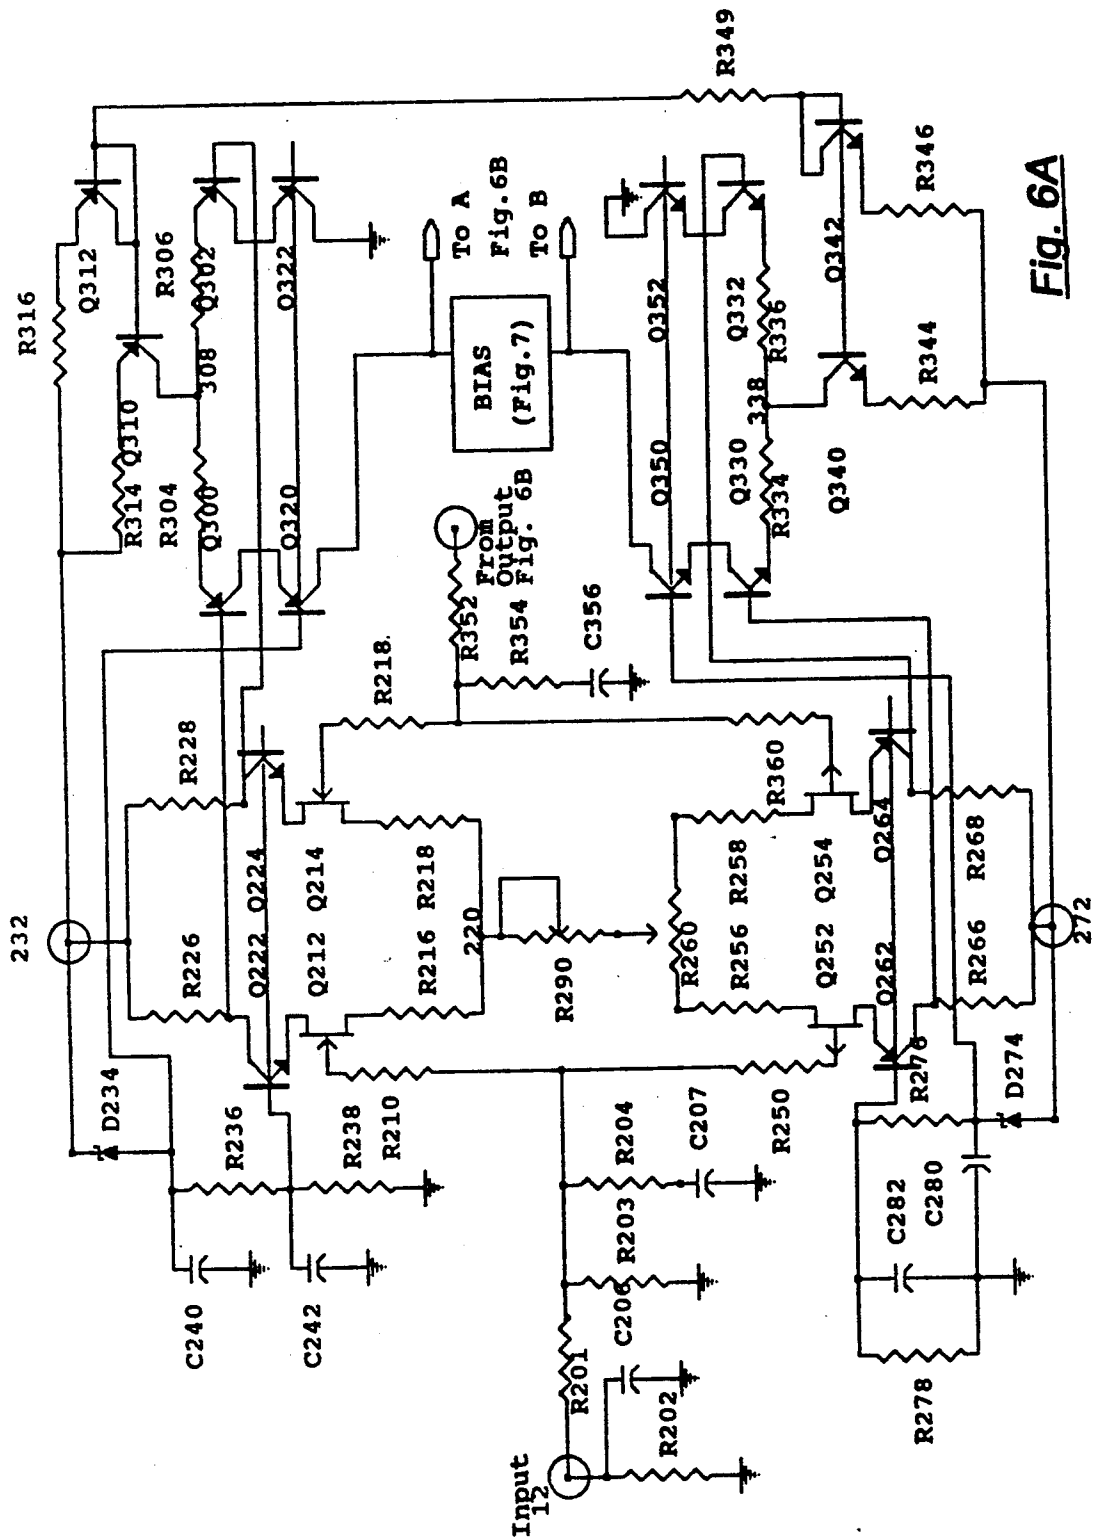 232
R316
Q312
R349
D234
R226
R228
R314
Q310
R304
R306
308
Q300
Q302
Q320
Q322
R236
Q222
Q224
C240
R238
R210
Q212
Q214
R218
C242
R216
R218
220
R352
From
Output
Fig. 6B
R354
C356
BIAS
(Fig.7)
To A
Fig.6B
To B
Input
12
R201
R202
C206
R203
R204
C207
R290
R250
R260
R256
R258
R360
Q252
Q254
Q262
Q264
Q350
Q352
Q330
Q332
R334
R336
338
Q340
Q342
R344
R346
R278
C282
C280
R276
D274
R266
R268
272
Fig. 6A